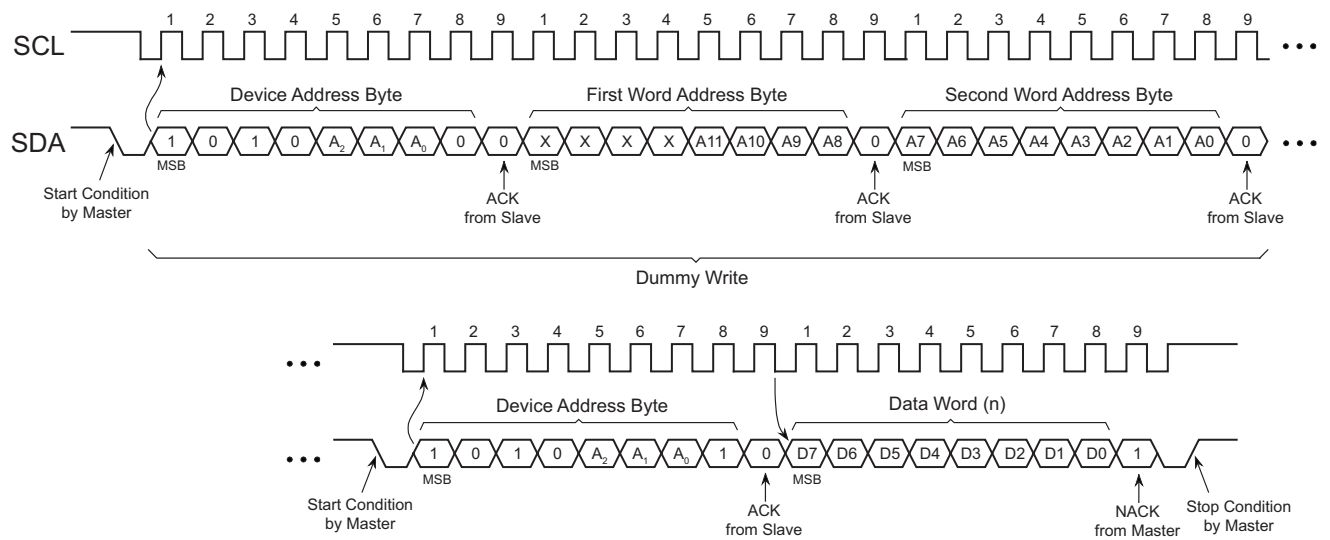 1 2 3 4 5 6 7 8 9 1 2 3 4 5 6 7 8 9 1 2 3 4 5 6 7 8 9
SCL
Device Address Byte First Word Address Byte Second Word Address Byte
SDA 1 0 1 0 A2 A1 A0 0 0 X X X X A11 A10 A9 A8 0 A7 A6 A5 A4 A3 A2 A1 A0 0
MSB MSB MSB
Start Condition
by Master
ACK
from Slave
ACK
from Slave
ACK
from Slave
Dummy Write
1 2 3 4 5 6 7 8 9 1 2 3 4 5 6 7 8 9
Device Address Byte Data Word (n)
1 0 1 0 A2 A1 A0 1 0 D7 D6 D5 D4 D3 D2 D1 D0 1
MSB MSB
Start Condition
by Master
ACK
from Slave
NACK
from Master
Stop Condition
by Master